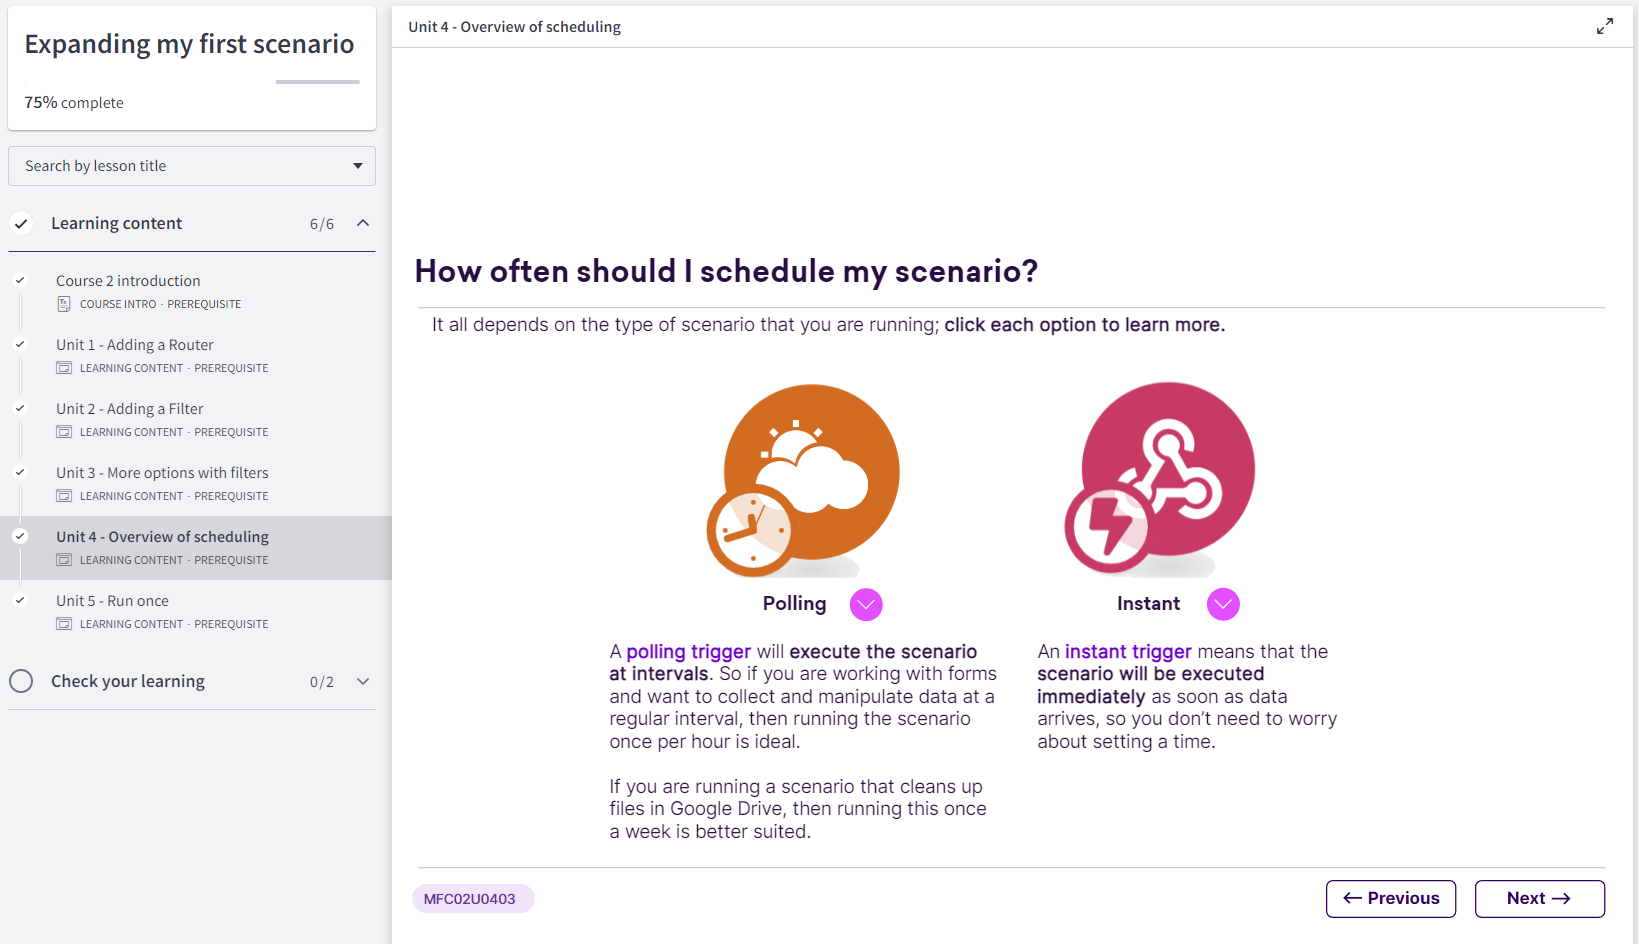 Expanding my first scenario
75% complete
Search by lesson title
Learning content 6/6
Course 2 introduction
COURSE INTRO · PREREQUISITE
Unit 1 - Adding a Router
LEARNING CONTENT · PREREQUISITE
Unit 2 - Adding a Filter
LEARNING CONTENT · PREREQUISITE
Unit 3 - More options with filters
LEARNING CONTENT · PREREQUISITE
Unit 4 - Overview of scheduling
LEARNING CONTENT · PREREQUISITE
Unit 5 - Run once
LEARNING CONTENT · PREREQUISITE
Check your learning 0/2
Unit 4 - Overview of scheduling
How often should I schedule my scenario?
It all depends on the type of scenario that you are running; click each option to learn more.
Polling
A polling trigger will execute the scenario
at intervals. So if you are working with forms
and want to collect and manipulate data at a
regular interval, then running the scenario
once per hour is ideal.
If you are running a scenario that cleans up
files in Google Drive, then running this once
a week is better suited.
Instant
An instant trigger means that the
scenario will be executed
immediately as soon as data
arrives, so you don’t need to worry
about setting a time.
MFC02U0403
← Previous
Next →